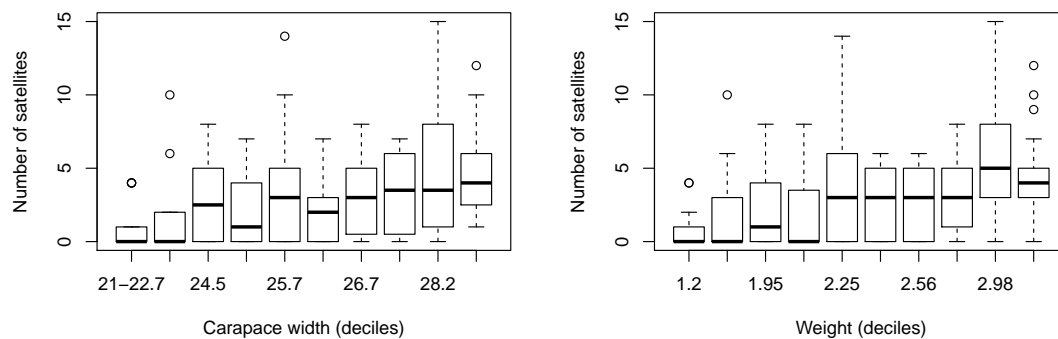 Number of satellites
15
10
5
0
21−22.7 24.5 25.7 26.7 28.2
Carapace width (deciles)
Number of satellites
15
10
5
0
1.2 1.95 2.25 2.56 2.98
Weight (deciles)